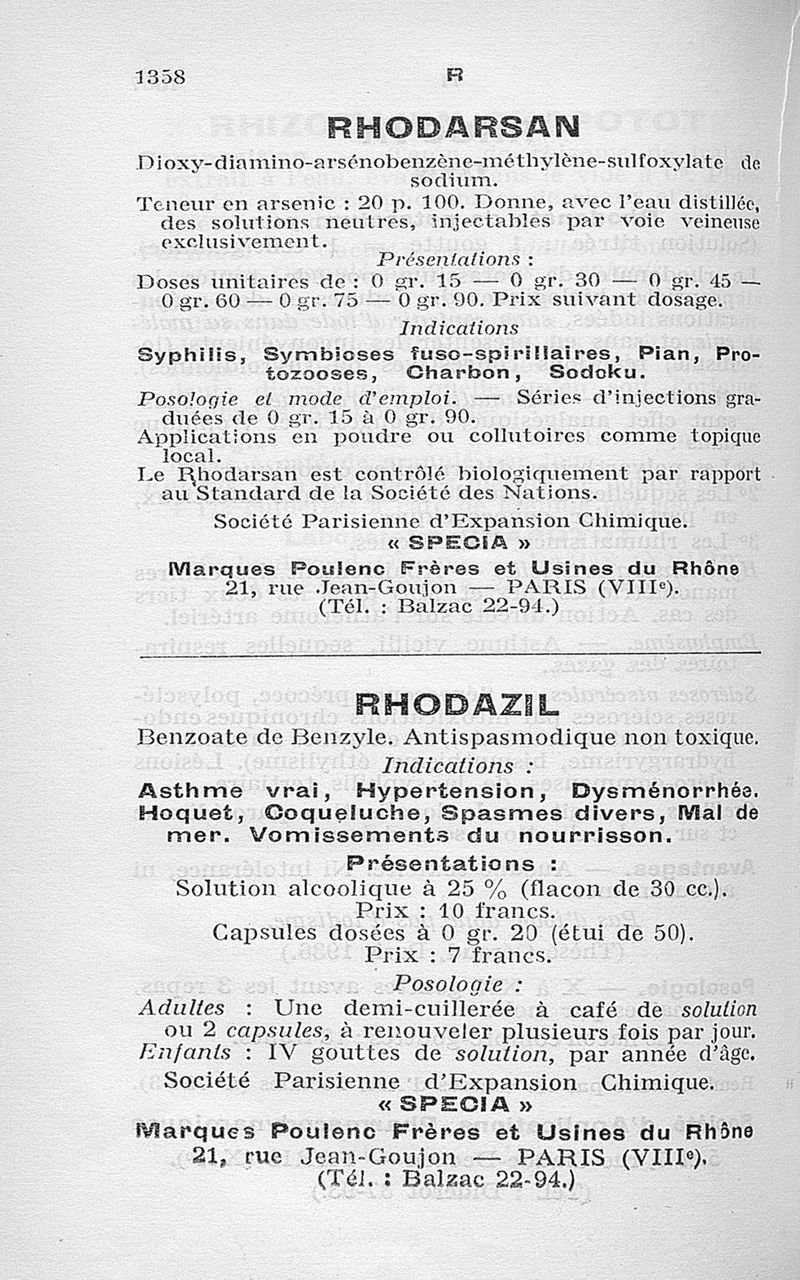 1358 R
RHODARSAN
Dioxy-diamino-arsénobenzène-méthylène-sulfoxylate de
sodium.
Teneur en arsenic : 20 p. 100. Donne, avec l'eau distillée,
des solutions neutres, injectables par voie veineuse
exclusivement.
Présentations :
Doses unitaires de : 0 gr. 15 — 0 gr. 30 — 0 gr. 45 —
0 gr. 60 — 0 gr. 75 — 0 gr. 90. Prix suivant dosage.
Indications
Syphilis, Symbioses fuso-spirillaires, Pian, Pro-
tozooses, Charbon, Sodoku.
Posologie et mode d'emploi. — Séries d'injections gra-
duées de 0 gr. 15 à 0 gr. 90.
Applications en poudre ou collutoires comme topique
local.
Le Rhodarsan est contrôlé biologiquement par rapport
au Standard de la Société des Nations.
Société Parisienne d'Expansion Chimique.
« SPECIA »
Marques Poulenc Frères et Usines du Rhône
21, rue Jean-Goujon — PARIS (VIIIe).
(Tél. : Balzac 22-94.)
RHODAZIL
Benzoate de Benzyle. Antispasmodique non toxique.
Indications :
Asthme vrai, Hypertension, Dysménorrhée.
Hoquet, Coqueluche, Spasmes divers, Mal de
mer. Vomissements du nourrisson.
Présentations :
Solution alcoolique à 25 % (flacon de 30 cc.).
Prix : 10 francs.
Capsules dosées à 0 gr. 20 (étui de 50).
Prix : 7 francs.
Posologie :
Adultes : Une demi-cuillerée à café de solution
ou 2 capsules, à renouveler plusieurs fois par jour.
Enfants : IV gouttes de solution, par année d'âge.
Société Parisienne d'Expansion Chimique.
« SPECIA »
Marques Poulenc Frères et Usines du Rhône
21, rue Jean-Goujon — PARIS (VIIIe).
(Tél. : Balzac 22-94.)